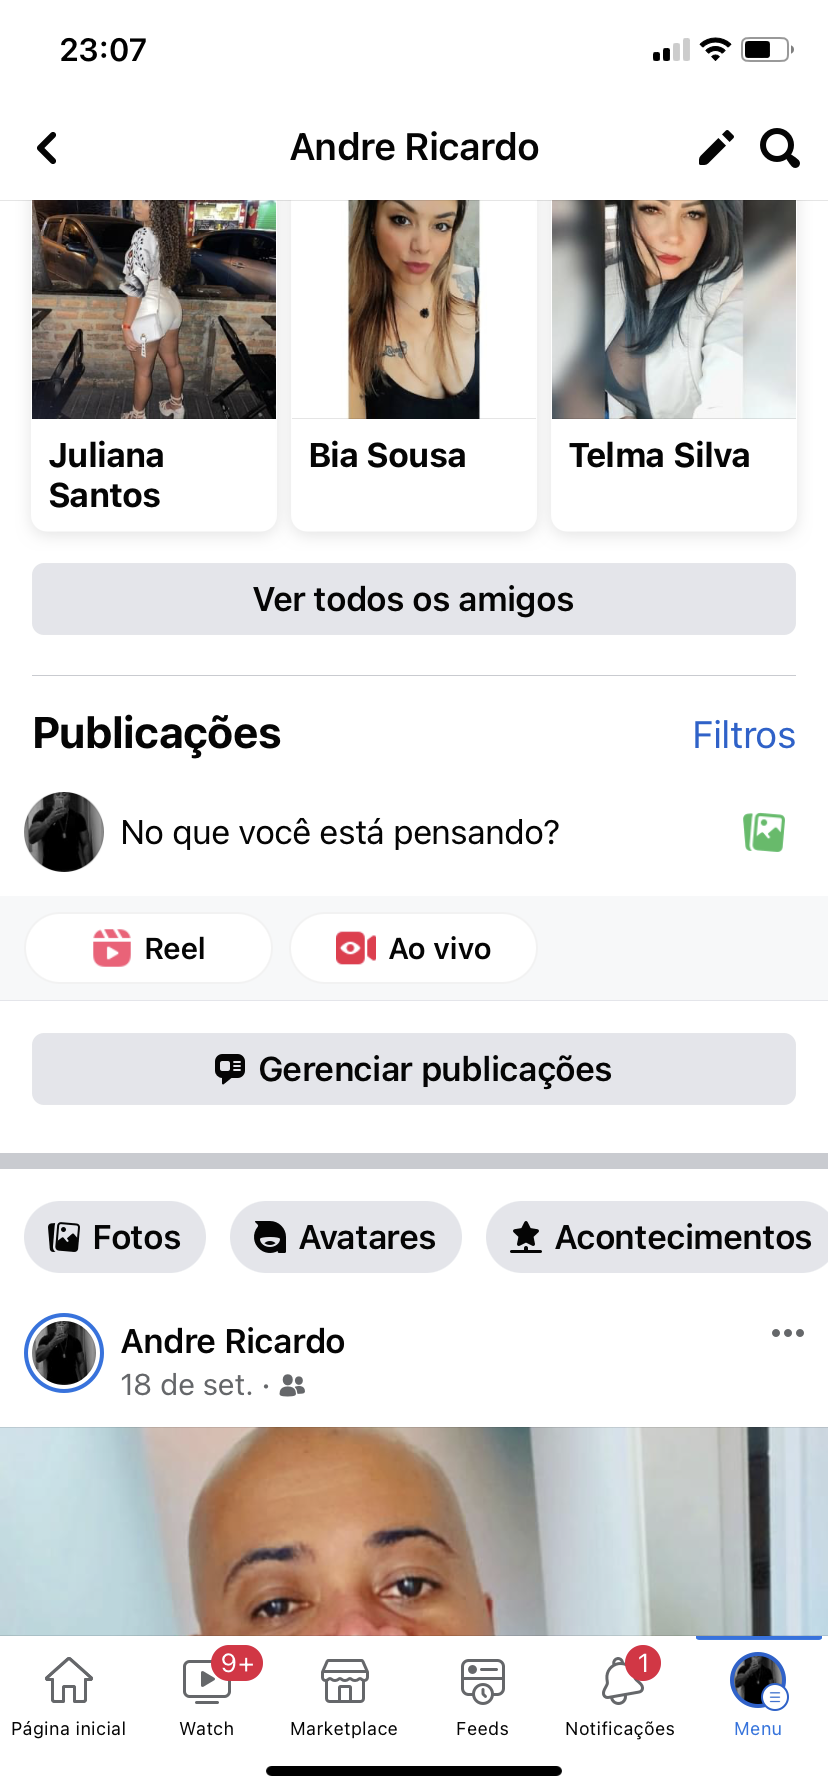 23:07
Andre Ricardo
Juliana
Santos
Bia Sousa
Telma Silva
Ver todos os amigos
Publicações
Filtros
No que você está pensando?
Reel
Ao vivo
Gerenciar publicações
Fotos
Avatares
Acontecimentos
Andre Ricardo
18 de set. ·
9+
1
Página inicial
Watch
Marketplace
Feeds
Notificações
Menu